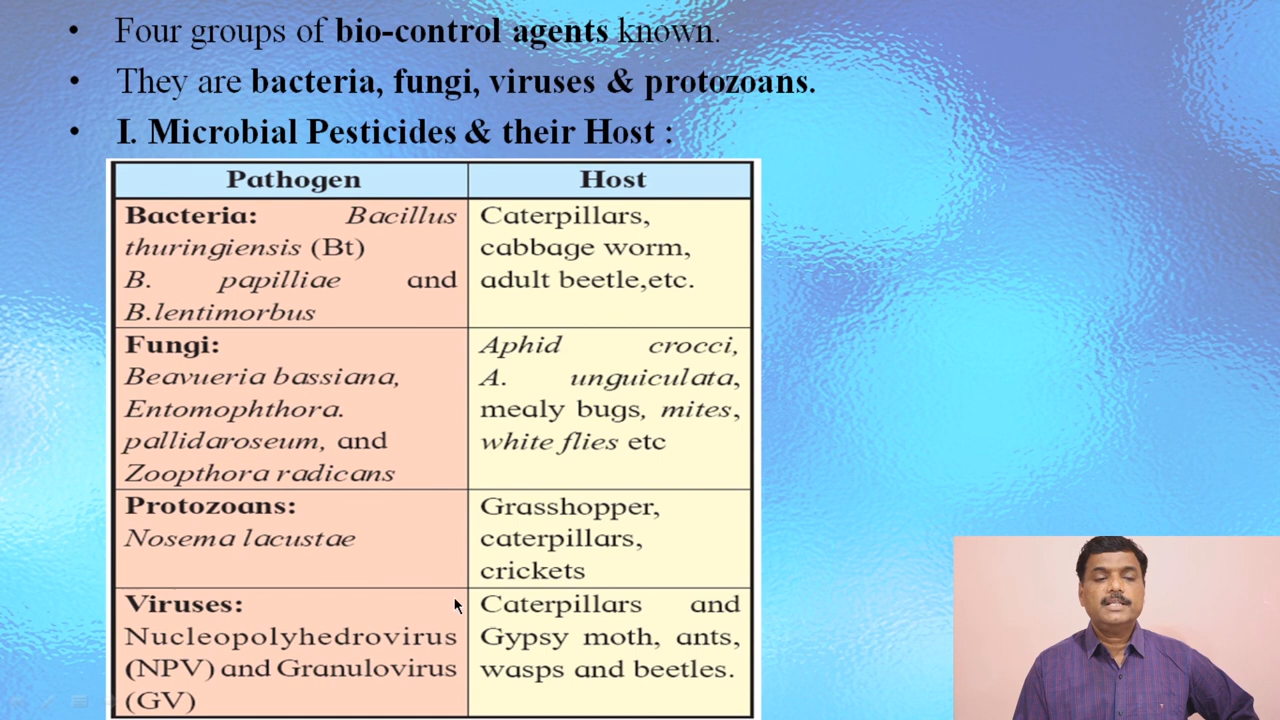 • Four groups of bio-control agents known.
• They are bacteria, fungi, viruses & protozoans.
• I. Microbial Pesticides & their Host :
Pathogen Host
Bacteria: Bacillus
thuringiensis (Bt)
B. papilliae and
B.lentimorbus
Caterpillars,
cabbage worm,
adult beetle,etc.
Fungi:
Beavueria bassiana,
Entomophthora.
pallidaroseum, and
Zoopthora radicans
Aphid crocci,
A. unguiculata,
mealy bugs, mites,
white flies etc
Protozoans:
Nosema lacustae
Grasshopper,
caterpillars,
crickets
Viruses:
Nucleopolyhedrovirus
(NPV) and Granulovirus
(GV)
Caterpillars and
Gypsy moth, ants,
wasps and beetles.